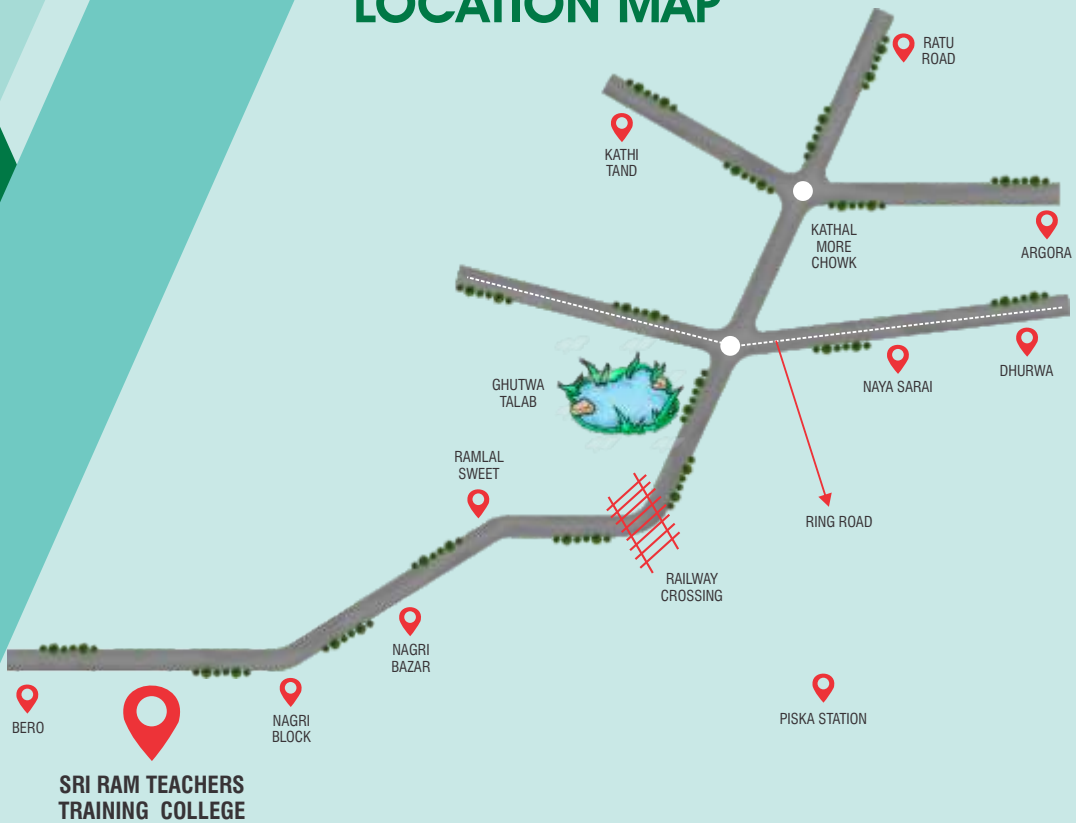 LOCATION MAP
RATU
ROAD
KATHI
TAND
KATHAL
MORE
CHOWK
ARGORA
GHUTWA
TALAB
NAYA SARAI
DHURWA
RAMLAL
SWEET
RING ROAD
RAILWAY
CROSSING
NAGRI
BAZAR
BERO
NAGRI
BLOCK
PISKA STATION
SRI RAM TEACHERS
TRAINING COLLEGE